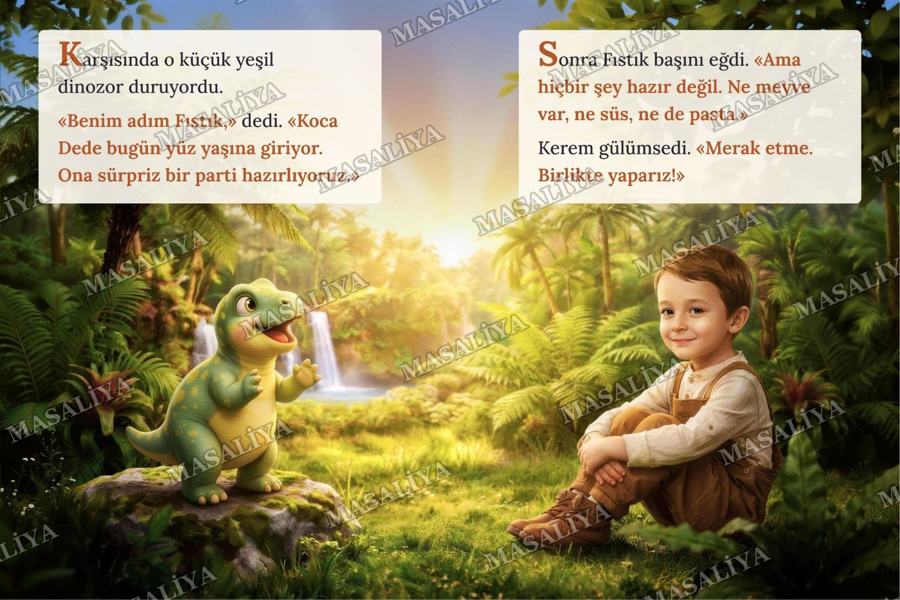 Karşısında o küçük yeşil
dinozor duruyordu.
«Benim adım Fıstık,» dedi. «Koca
Dede bugün yüz yaşına giriyor.
Ona sürpriz bir parti hazırlıyoruz.»
Sonra Fıstık başını eğdi. «Ama
hiçbir şey hazır değil. Ne meyve
var, ne süs, ne de pasta.»
Kerem gülümsedi. «Merak etme.
Birlikte yaparız!»
MASALİYA